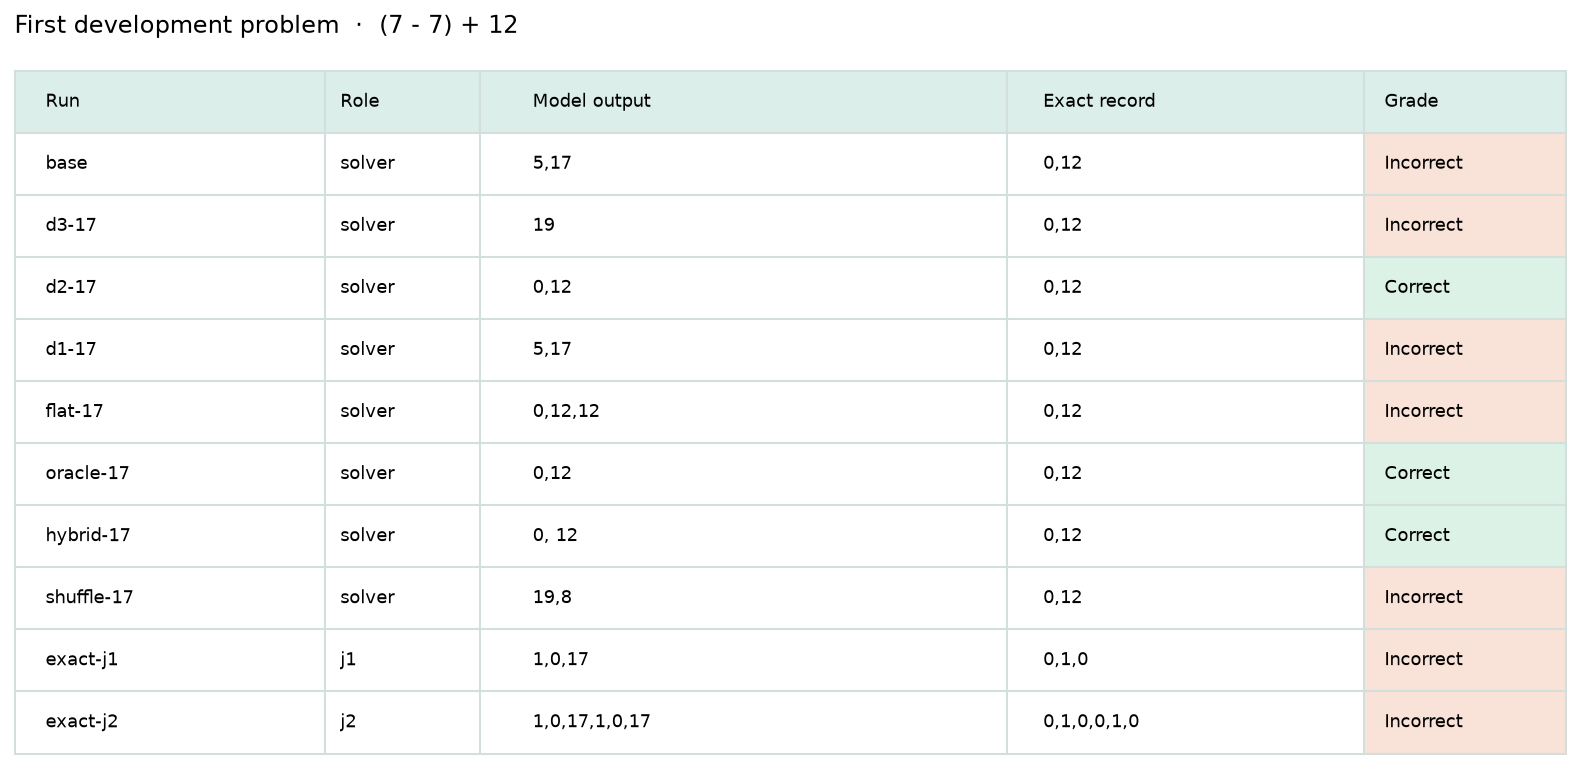 First development problem · (7 - 7) + 12
Run Role Model output Exact record Grade
base solver 5,17 0,12 Incorrect
d3-17 solver 19 0,12 Incorrect
d2-17 solver 0,12 0,12 Correct
d1-17 solver 5,17 0,12 Incorrect
flat-17 solver 0,12,12 0,12 Incorrect
oracle-17 solver 0,12 0,12 Correct
hybrid-17 solver 0, 12 0,12 Correct
shuffle-17 solver 19,8 0,12 Incorrect
exact-j1 j1 1,0,17 0,1,0 Incorrect
exact-j2 j2 1,0,17,1,0,17 0,1,0,0,1,0 Incorrect